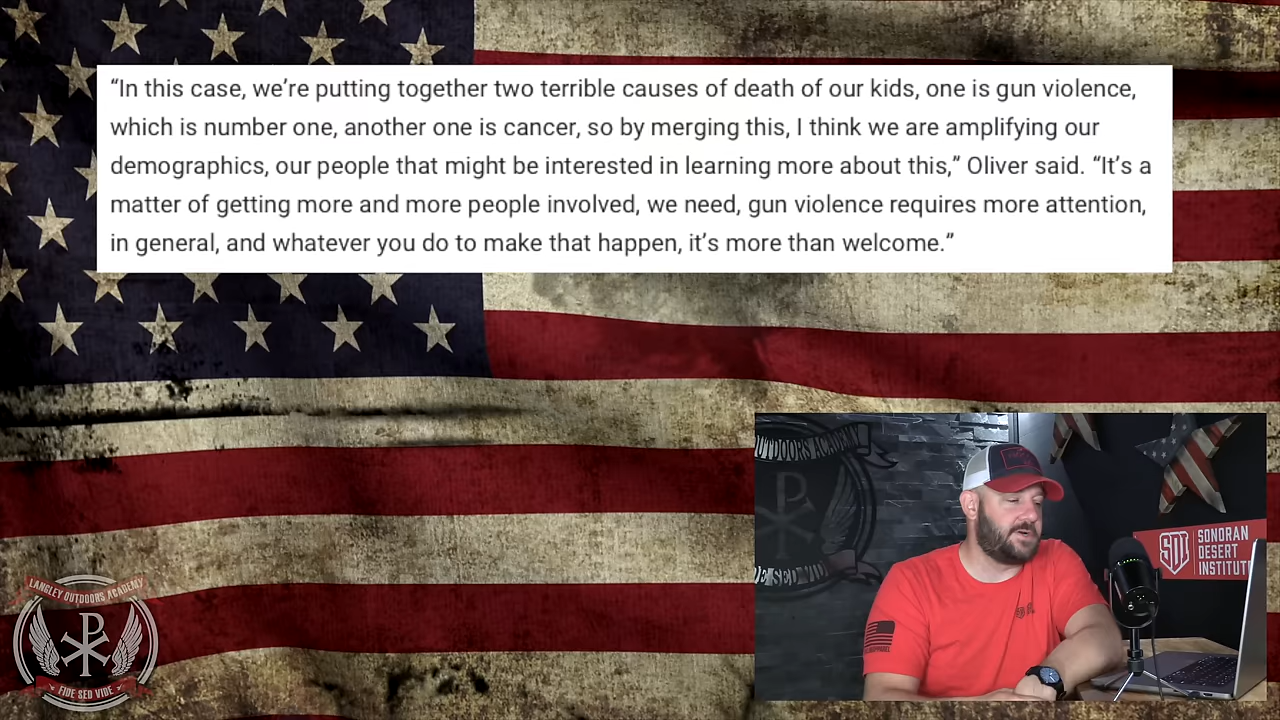 “In this case, we’re putting together two terrible causes of death of our kids, one is gun violence,
which is number one, another one is cancer, so by merging this, I think we are amplifying our
demographics, our people that might be interested in learning more about this,” Oliver said. “It’s a
matter of getting more and more people involved, we need, gun violence requires more attention,
in general, and whatever you do to make that happen, it’s more than welcome.”
OUTDOORS ACADEMY
SDI
SONORAN
DESERT
INSTITUTE
LANGLEY OUTDOORS ACADEMY
FIDE SED VIDE